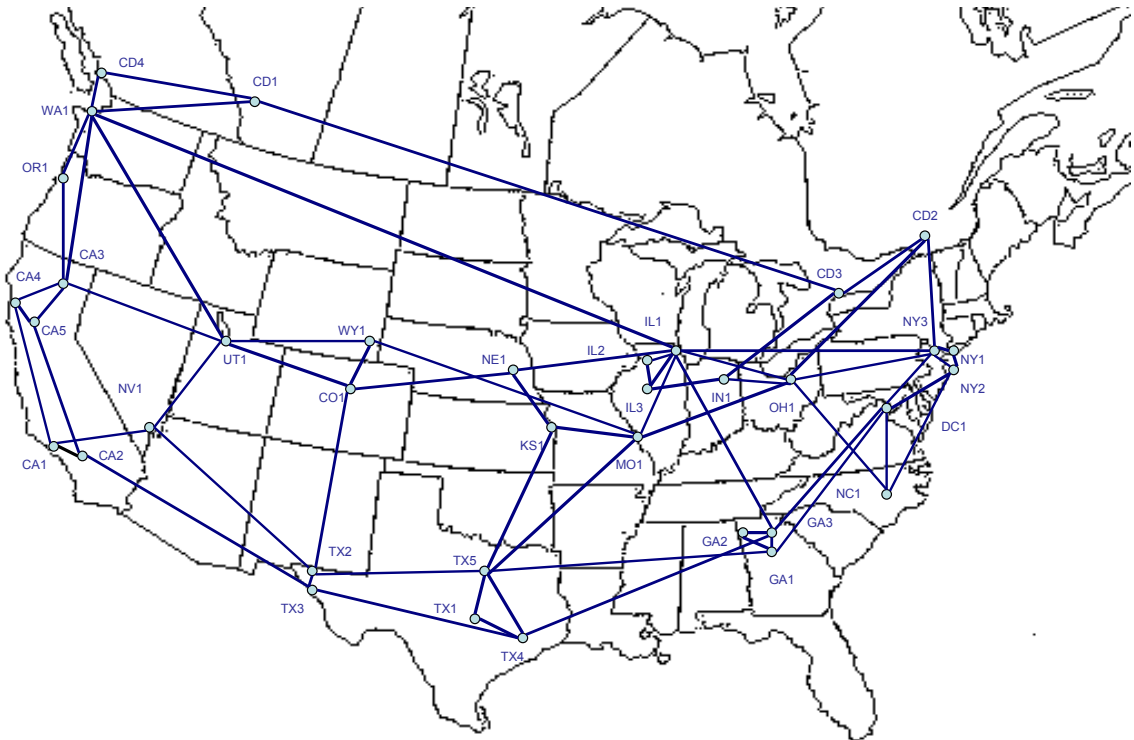 CD4
CD1
WA1
OR1
CD2
CA3
CD3
CA4
CA5
WY1
IL1
NY3
UT1
IL2
NY1
NE1
NY2
NV1
CO1
IL3
IN1
OH1
DC1
KS1
CA1
CA2
MO1
NC1
GA3
GA2
TX2
TX5
GA1
TX3
TX1
TX4